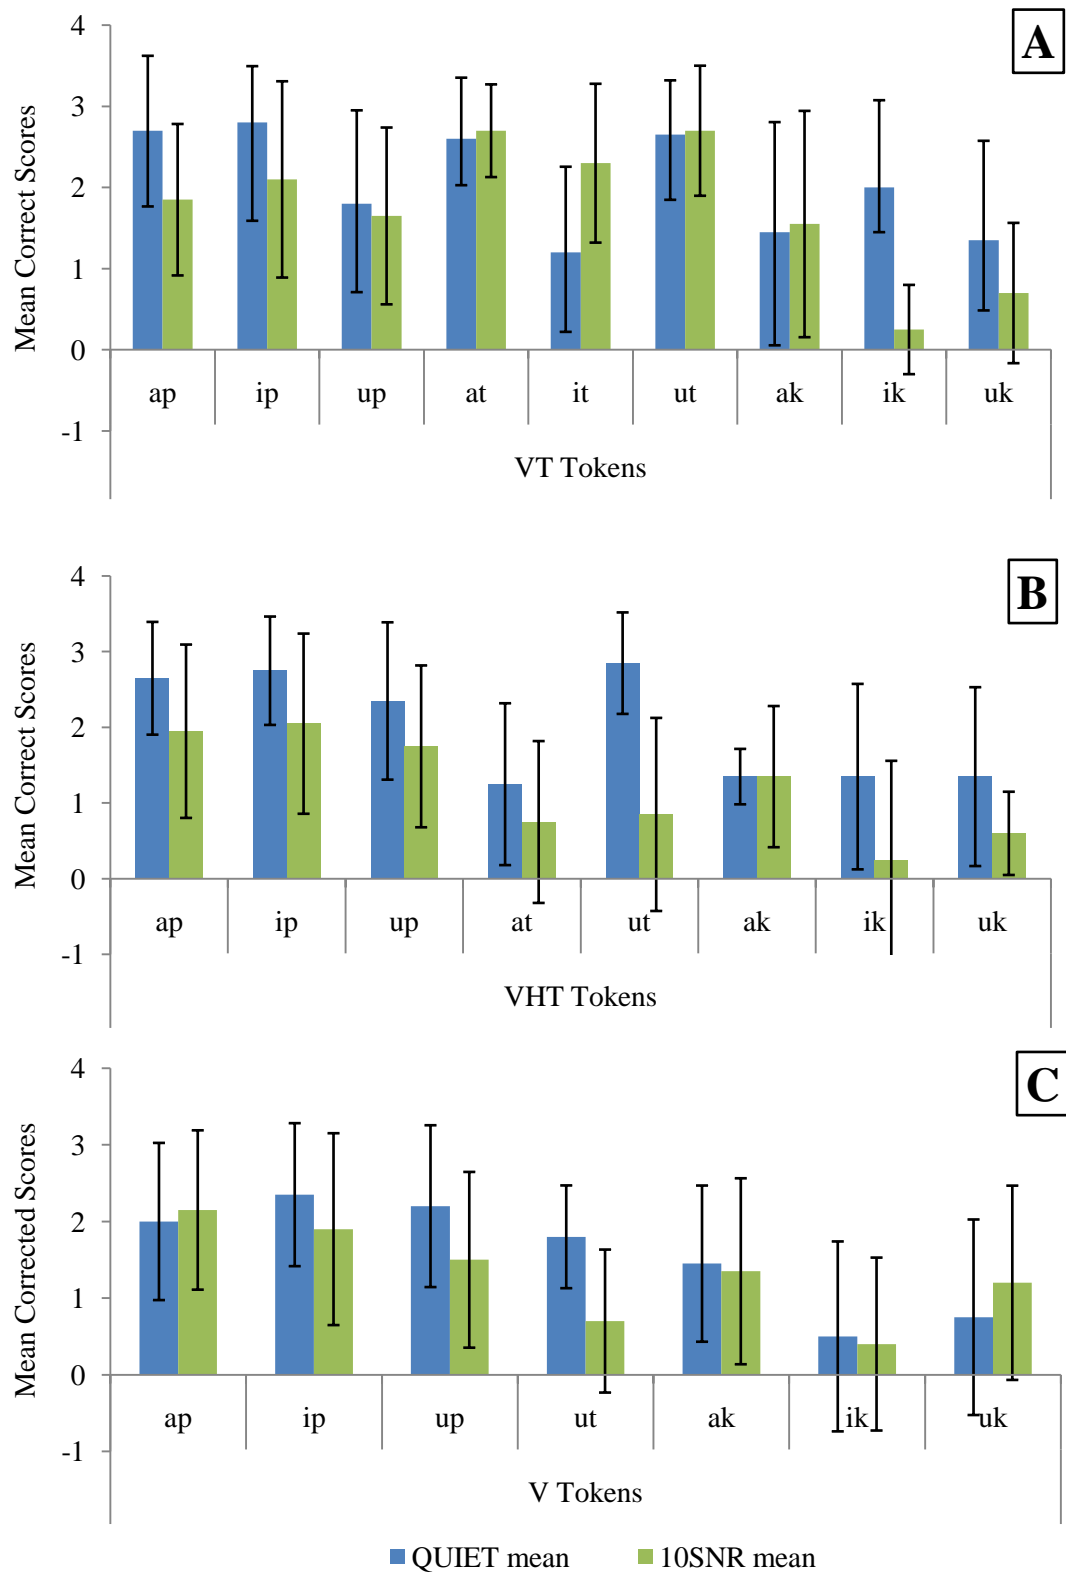 A
Mean Correct Scores
4
3
2
1
0
-1
ap ip up at it ut ak ik uk
VT Tokens
B
Mean Correct Scores
4
3
2
1
0
-1
ap ip up at ut ak ik uk
VHT Tokens
C
Mean Corrected Scores
4
3
2
1
0
-1
ap ip up ut ak ik uk
V Tokens
QUIET mean 10SNR mean